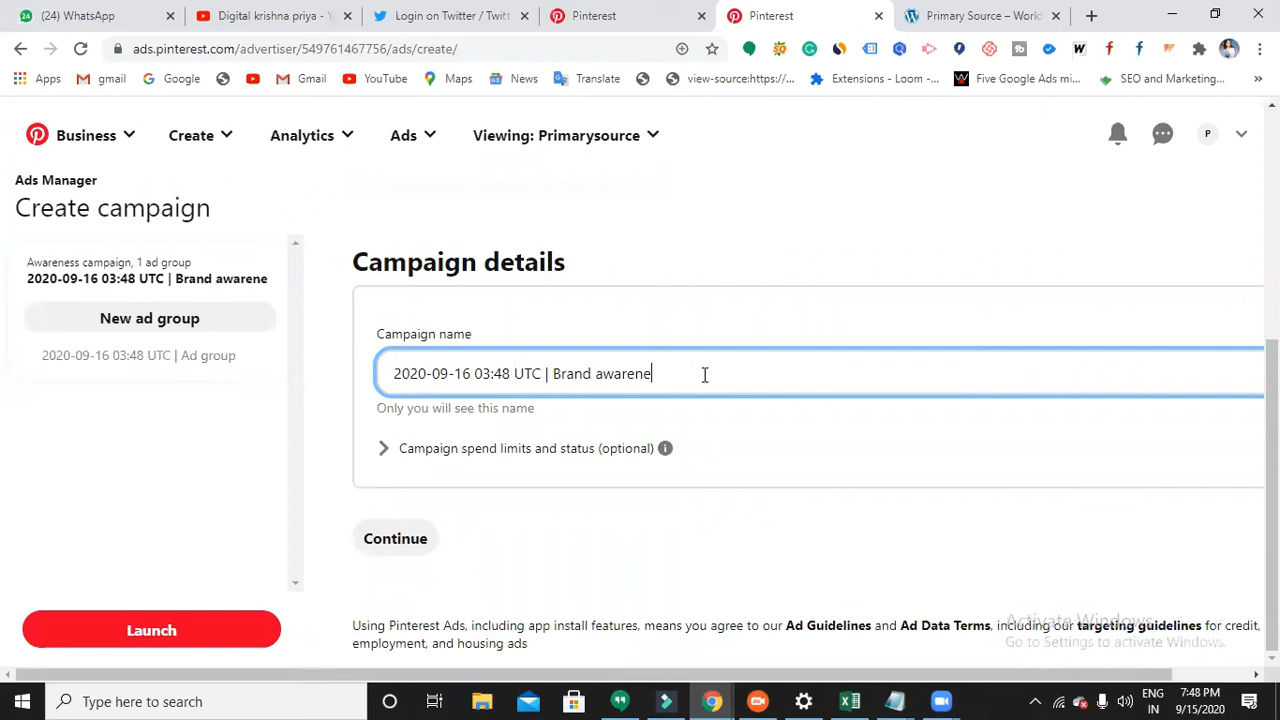 24
(24) WhatsApp
Digital krishna priya - Y
Login on Twitter / Twitt
Pinterest
Pinterest
Primary Source – World
ads.pinterest.com/advertiser/549761467756/ads/create/
Apps
gmail
Google
Gmail
YouTube
Maps
News
Translate
view-source:https://...
Extensions - Loom -...
Five Google Ads mi...
SEO and Marketing...
»
Business
Create
Analytics
Ads
Viewing: Primarysource
P
Ads Manager
Create campaign
Awareness campaign, 1 ad group
2020-09-16 03:48 UTC | Brand awarene
New ad group
2020-09-16 03:48 UTC | Ad group
Campaign details
Campaign name
2020-09-16 03:48 UTC | Brand awarene
Only you will see this name
Campaign spend limits and status (optional)
Continue
Launch
Using Pinterest Ads, including app install features, means you agree to our Ad Guidelines and Ad Data Terms, including our targeting guidelines for credit,
employment, and housing ads
Activate Windows
Go to Settings to activate Windows.
Type here to search
ENG
IN
7:48 PM
9/15/2020